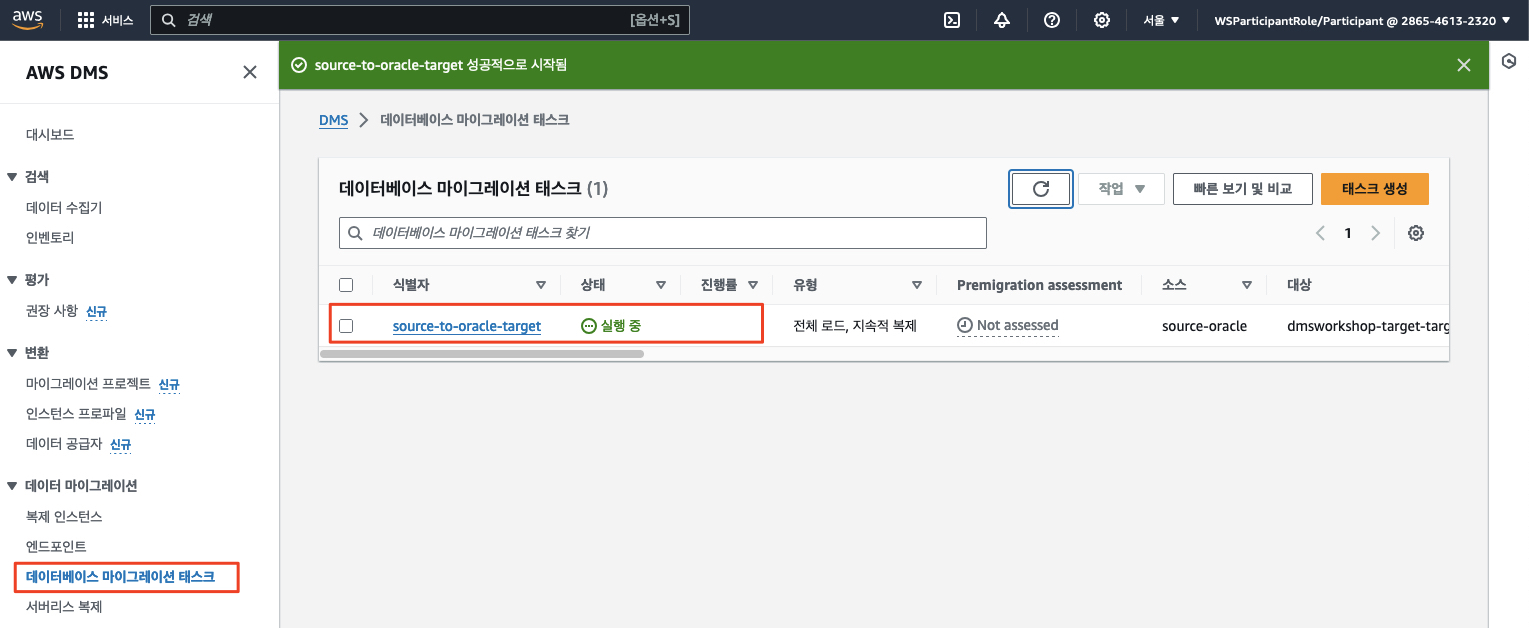 aws 서비스 검색 [옵션+S] 서울 ▼ WSParticipantRole/Participant @ 2865-4613-2320 ▼
AWS DMS
대시보드
검색
데이터 수집기
인벤토리
평가
권장 사항 신규
변환
마이그레이션 프로젝트 신규
인스턴스 프로파일 신규
데이터 공급자 신규
데이터 마이그레이션
복제 인스턴스
엔드포인트
데이터베이스 마이그레이션 태스크
서버리스 복제
source-to-oracle-target 성공적으로 시작됨
DMS > 데이터베이스 마이그레이션 태스크
데이터베이스 마이그레이션 태스크 (1) 작업 ▼ 빠른 보기 및 비교 태스크 생성
데이터베이스 마이그레이션 태스크 찾기 < 1 >
식별자 상태 진행률 유형 Premigration assessment 소스 대상
source-to-oracle-target 실행 중 전체 로드, 지속적 복제 Not assessed source-oracle dmsworkshop-target-targ